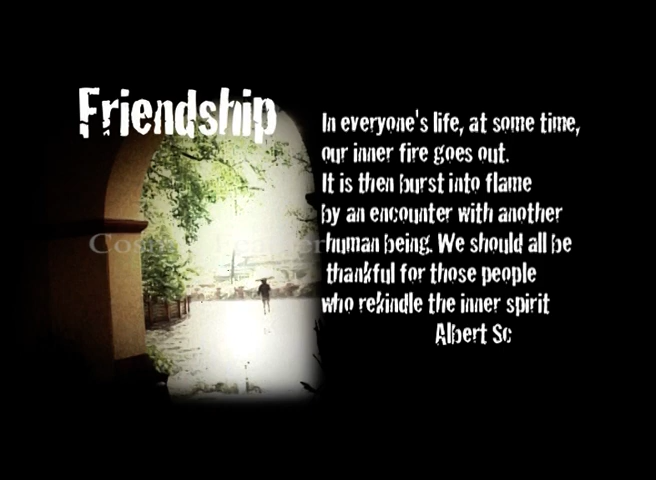 Friendship
In everyone's life, at some time,
our inner fire goes out.
It is then burst into flame
by an encounter with another
human being. We should all be
thankful for those people
who rekindle the inner spirit
Albert Sc